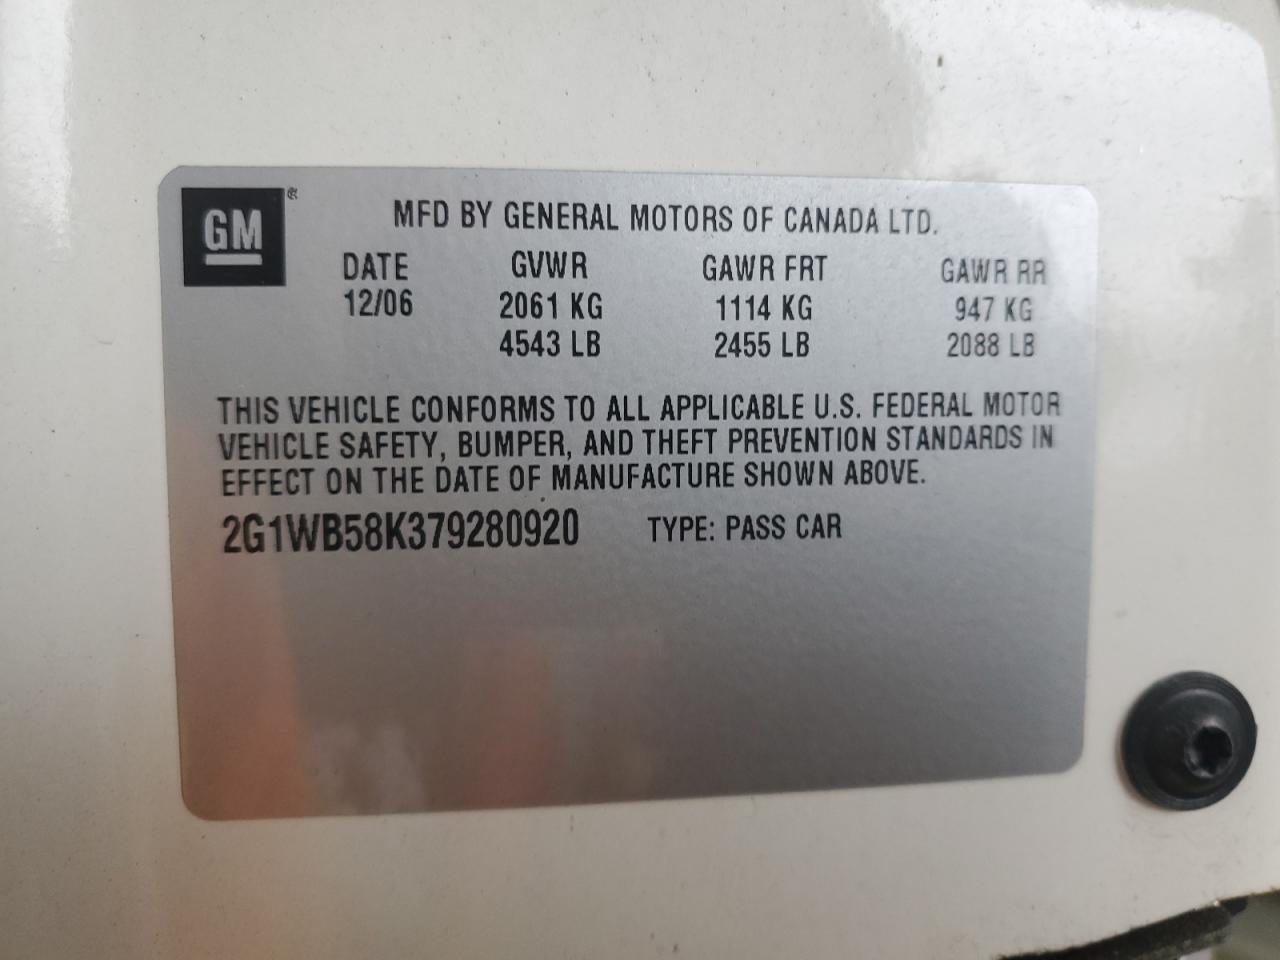 GM ®
MFD BY GENERAL MOTORS OF CANADA LTD.
DATE GVWR GAWR FRT GAWR RR
12/06 2061 KG 1114 KG 947 KG
4543 LB 2455 LB 2088 LB
THIS VEHICLE CONFORMS TO ALL APPLICABLE U.S. FEDERAL MOTOR
VEHICLE SAFETY, BUMPER, AND THEFT PREVENTION STANDARDS IN
EFFECT ON THE DATE OF MANUFACTURE SHOWN ABOVE.
2G1WB58K379280920 TYPE: PASS CAR